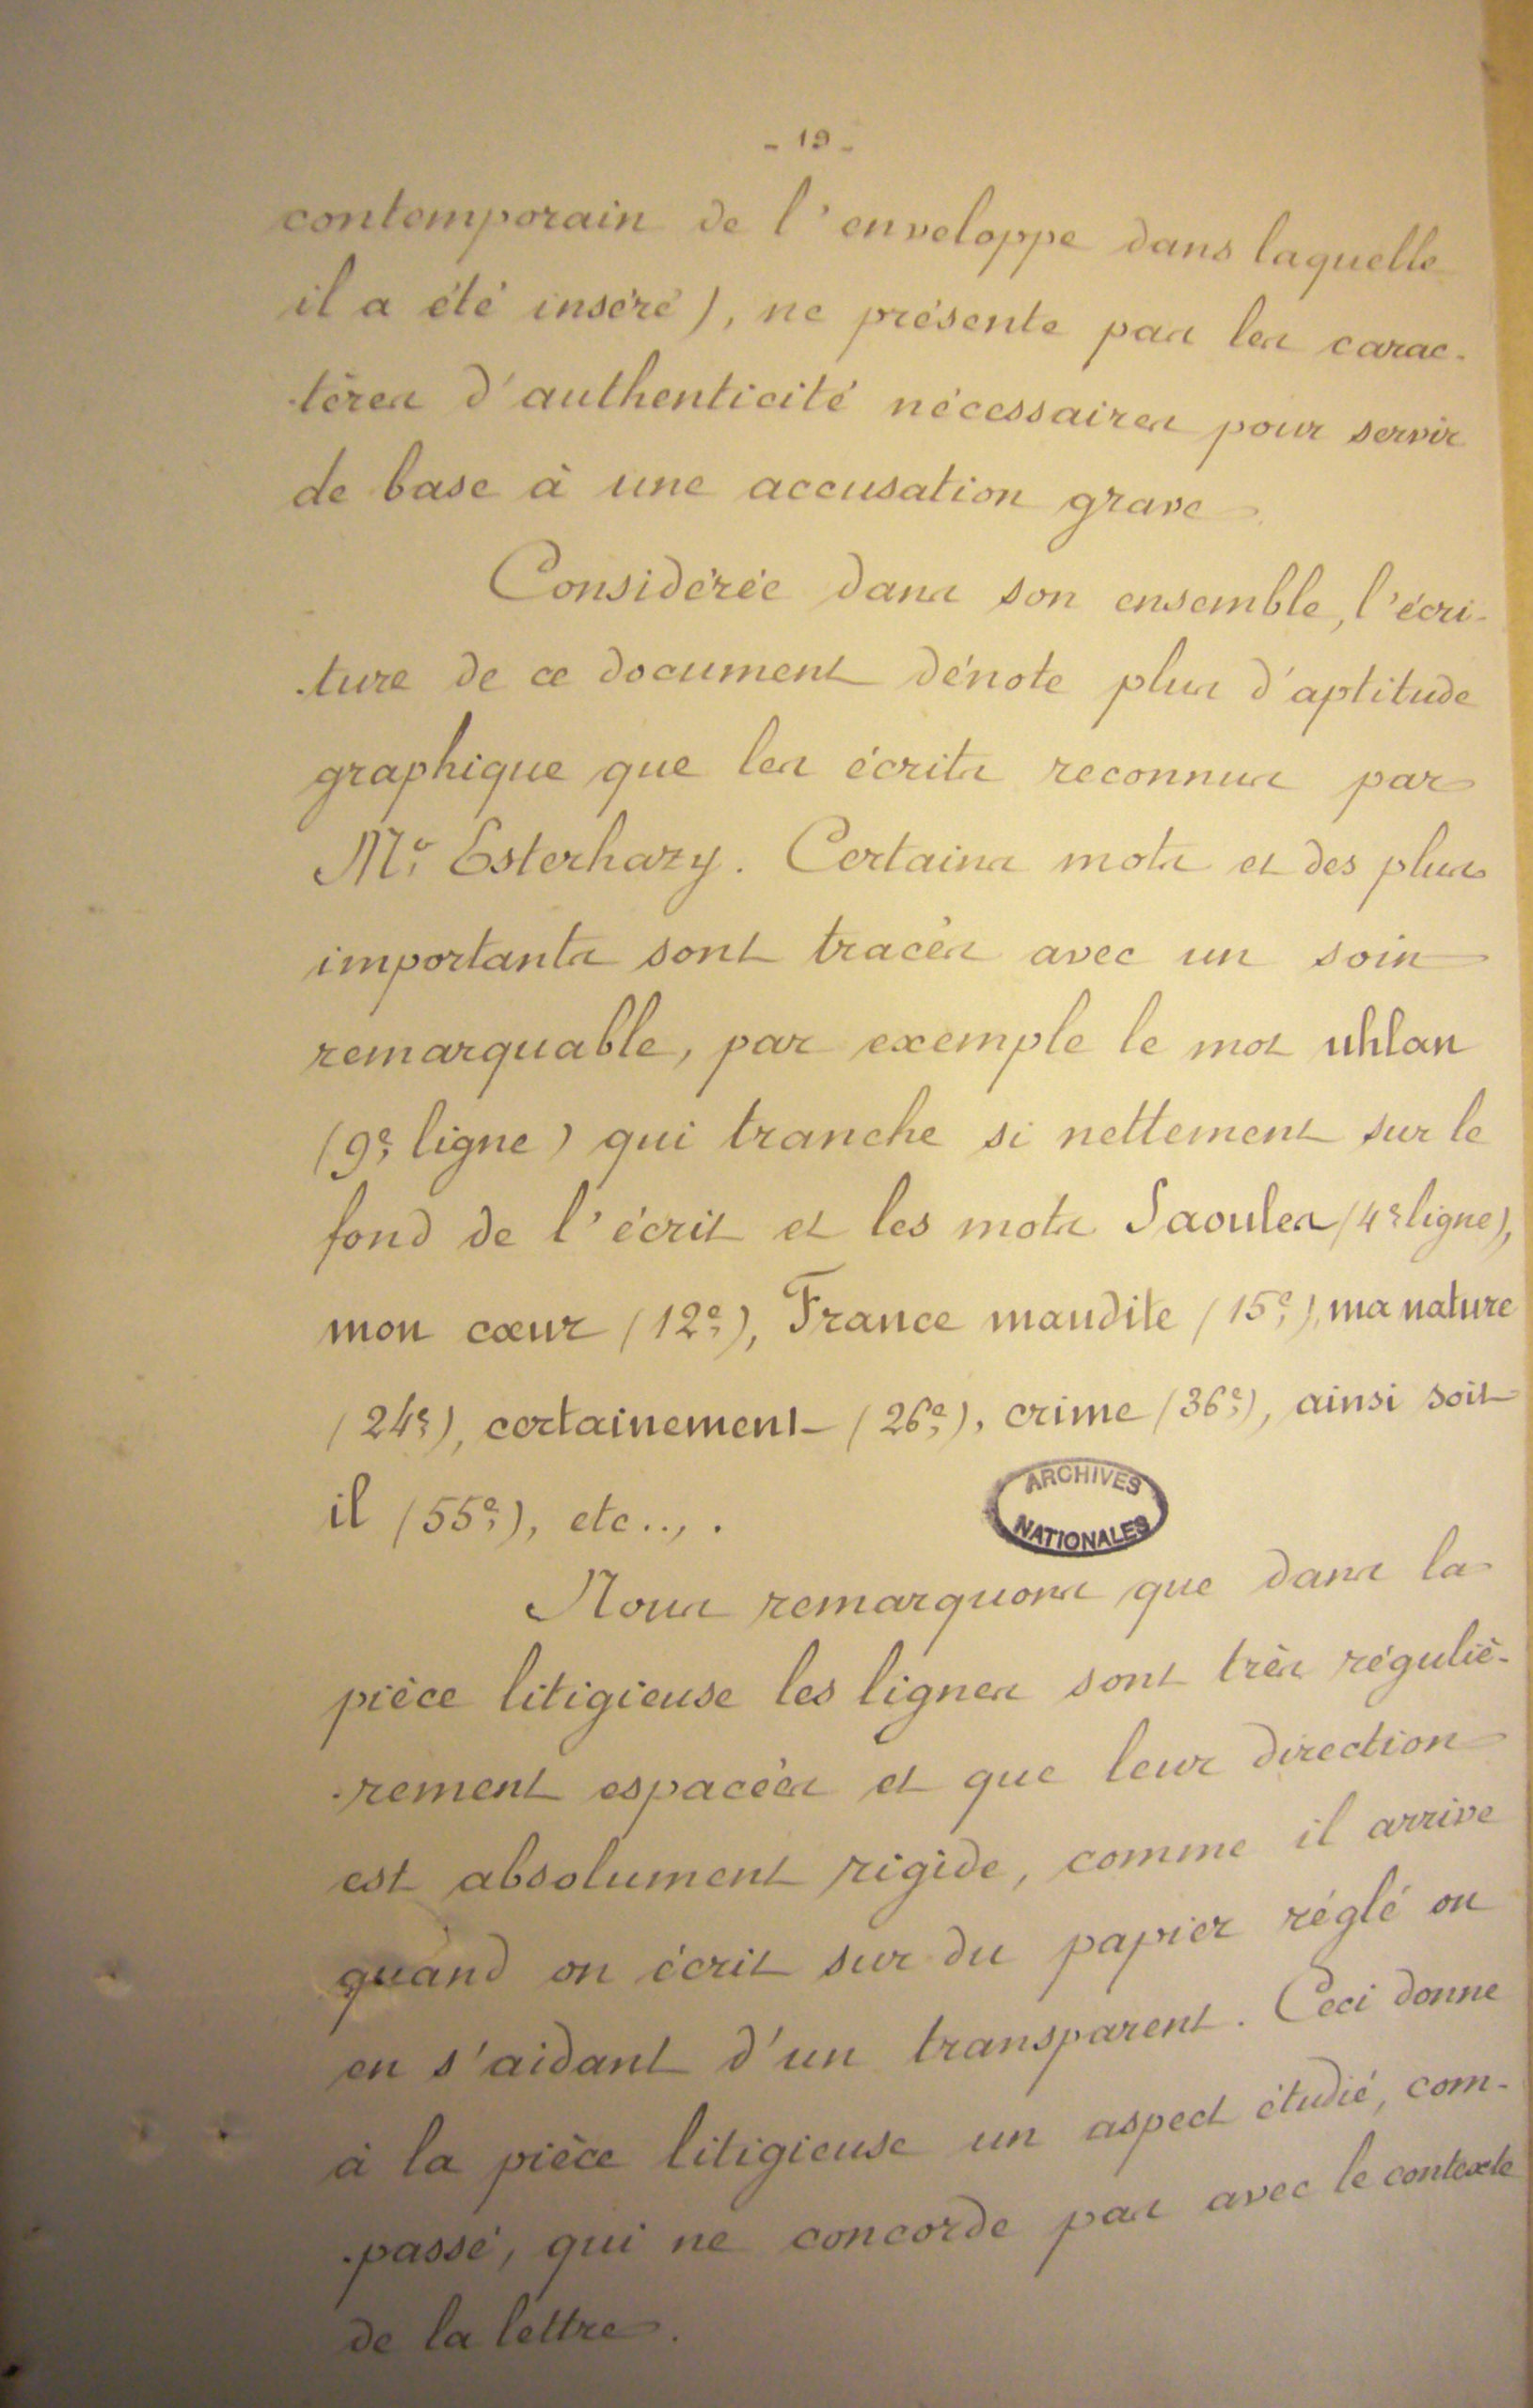 - 19 -
contemporain de l'enveloppe dans laquelle
il a été inséré), ne présente pas les carac-
-tères d'authenticité nécessaires pour servir
de base à une accusation grave.
Considérée dans son ensemble, l'écri-
-ture de ce document dénote plus d'aptitude
graphique que les écrits reconnus par
Mr Esterhazy. Certains mots et des plus
importants sont tracés avec un soin
remarquable, par exemple le mot uhlan
(9e ligne) qui tranche si nettement sur le
fond de l'écrit et les mots Saoules (4e ligne),
mon cœur (12e), France maudite (15e), ma nature
(24e), certainement (26e), crime (36e), ainsi soit
il (55e), etc...
ARCHIVES
NATIONALES
Nous remarquons que dans la
pièce litigieuse les lignes sont très réguliè-
-rement espacées et que leur direction
est absolument rigide, comme il arrive
quand on écrit sur du papier réglé ou
en s'aidant d'un transparent. Ceci donne
à la pièce litigieuse un aspect étudié, com-
-passé, qui ne concorde pas avec le contexte
de la lettre.